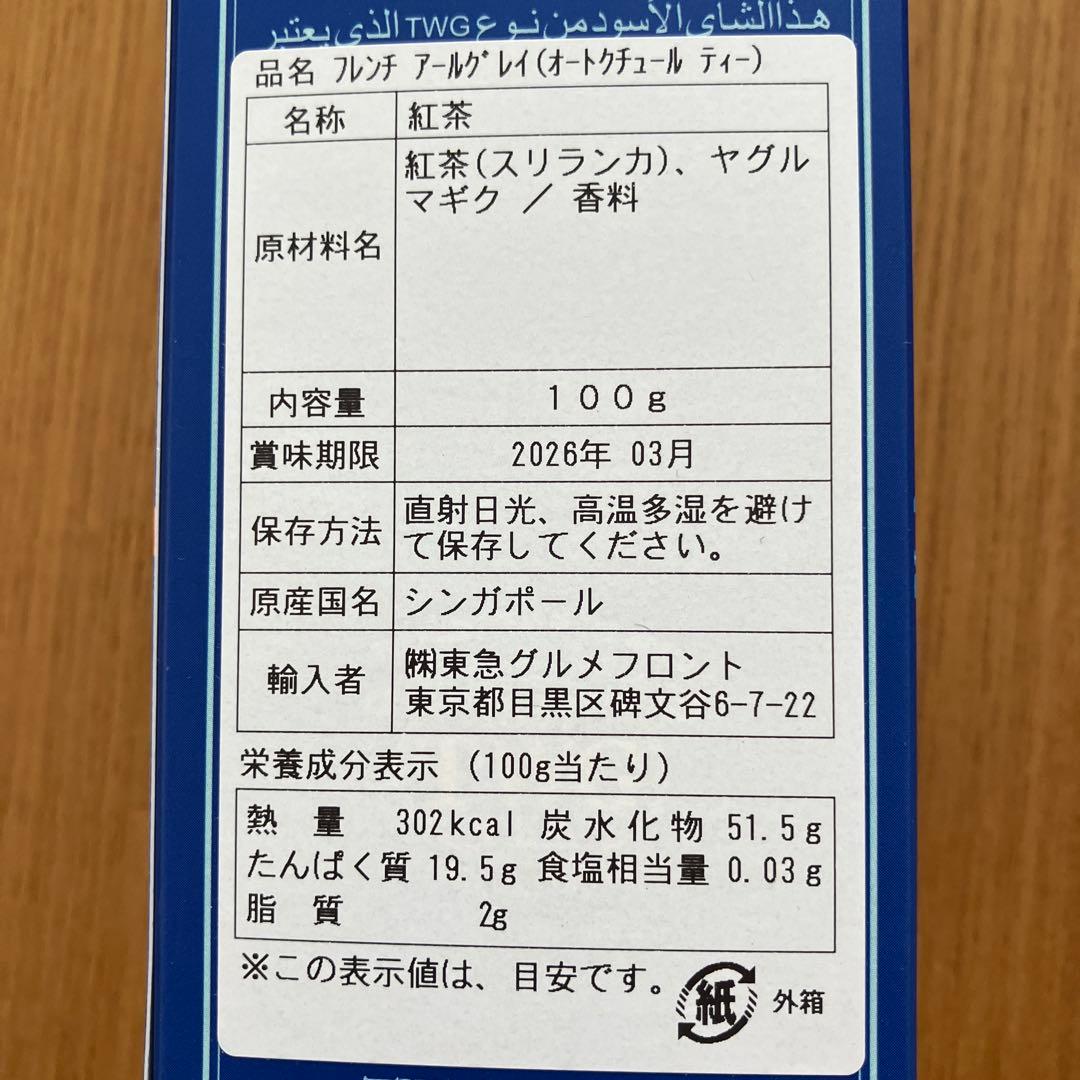 هذا الشاي الأسود من نوع TWG الذي يعتبر
品名 ﾌﾚﾝﾁ ｱｰﾙｸﾞﾚｲ(ｵｰﾄｸﾁｭｰﾙ ﾃｨｰ)
名称 紅茶
原材料名 紅茶(スリランカ)、ヤグル
マギク ／ 香料
内容量 １００ｇ
賞味期限 2026年 03月
保存方法 直射日光、高温多湿を避け
て保存してください。
原産国名 シンガポール
輸入者 ㈱東急グルメフロント
東京都目黒区碑文谷6-7-22
栄養成分表示 (100g当たり)
熱 量 302kcal 炭水化物 51.5g
たんぱく質 19.5g 食塩相当量 0.03g
脂 質 2g
※この表示値は、目安です。
紙 外箱